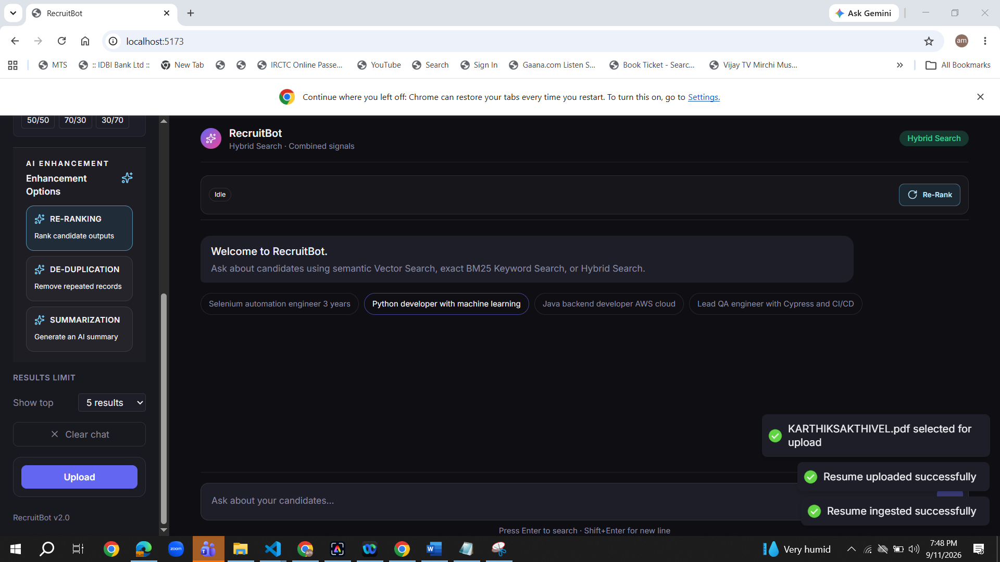 RecruitBot
Ask Gemini
localhost:5173
am
MTS
:: IDBI Bank Ltd ::
New Tab
IRCTC Online Passe...
YouTube
Search
Sign In
Gaana.com Listen S...
Book Ticket - Searc...
Vijay TV Mirchi Mus...
All Bookmarks
Continue where you left off: Chrome can restore your tabs every time you restart. To turn this on, go to Settings.
50/50
70/30
30/70
AI ENHANCEMENT
Enhancement
Options
RE-RANKING
Rank candidate outputs
DE-DUPLICATION
Remove repeated records
SUMMARIZATION
Generate an AI summary
RESULTS LIMIT
Show top
5 results
Clear chat
Upload
RecruitBot v2.0
RecruitBot
Hybrid Search · Combined signals
Hybrid Search
Idle
Re-Rank
Welcome to RecruitBot.
Ask about candidates using semantic Vector Search, exact BM25 Keyword Search, or Hybrid Search.
Selenium automation engineer 3 years
Python developer with machine learning
Java backend developer AWS cloud
Lead QA engineer with Cypress and CI/CD
KARTHIKSAKTHIVEL.pdf selected for
upload
Resume uploaded successfully
Resume ingested successfully
Ask about your candidates...
Press Enter to search · Shift+Enter for new line
zoom
am
Very humid
7:48 PM
9/11/2026